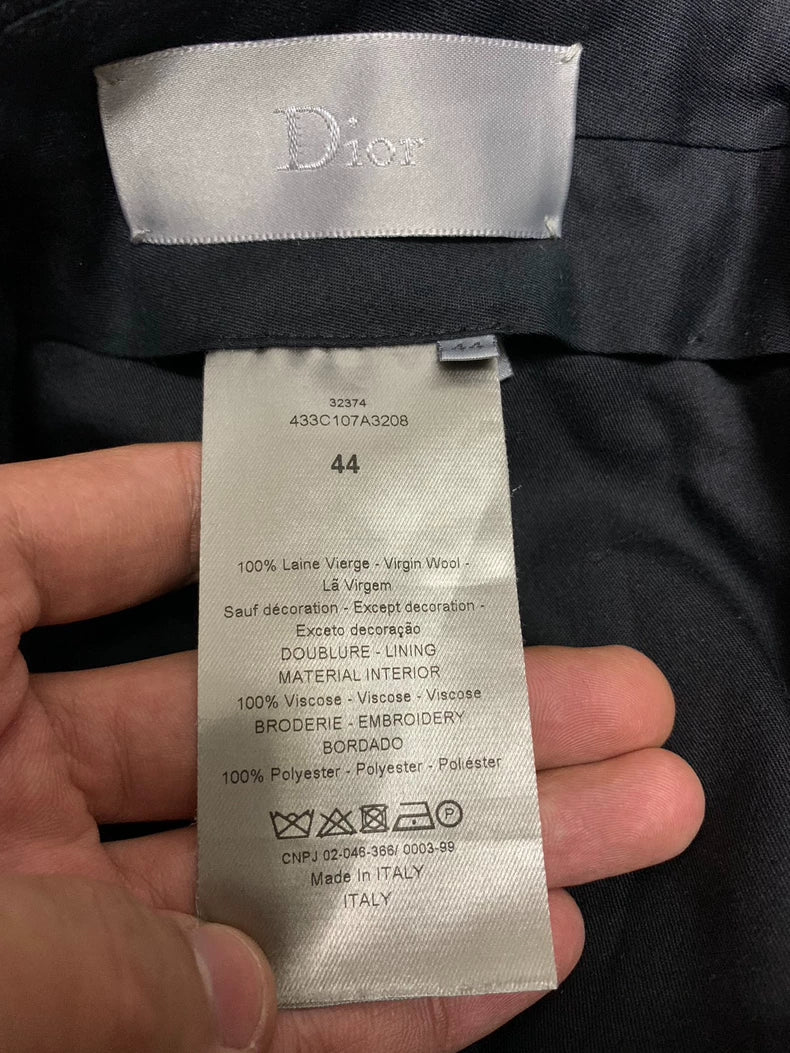 Dior
44
32374
433C107A3208
44
100% Laine Vierge - Virgin Wool -
Lã Virgem
Sauf décoration - Except decoration -
Exceto decoração
DOUBLURE - LINING
MATERIAL INTERIOR
100% Viscose - Viscose - Viscose
BRODERIE - EMBROIDERY
BORDADO
100% Polyester - Polyester - Poliéster
P
CNPJ 02-046-366/ 0003-99
Made in ITALY
ITALY